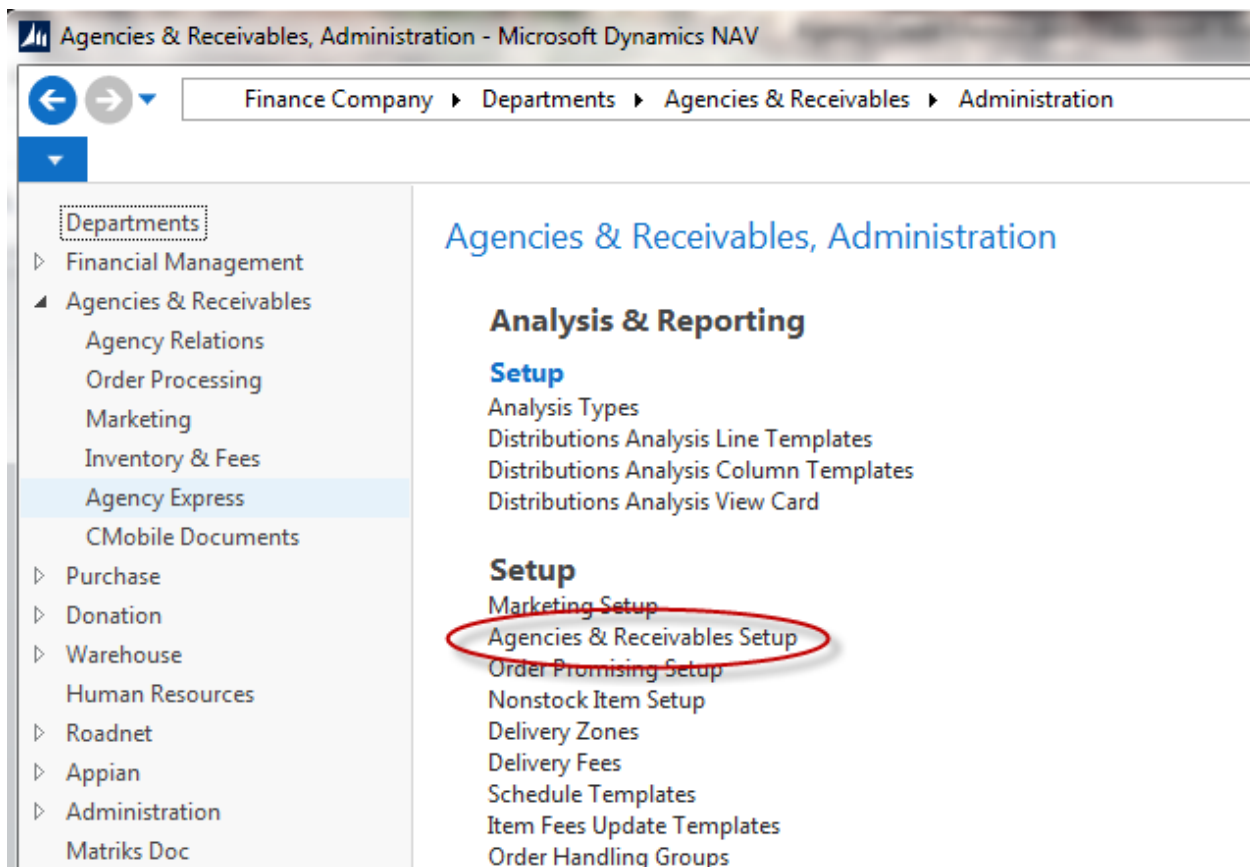 Agencies & Receivables, Administration - Microsoft Dynamics NAV
Finance Company Departments Agencies & Receivables Administration
Departments
Financial Management
Agencies & Receivables
Agency Relations
Order Processing
Marketing
Inventory & Fees
Agency Express
CMobile Documents
Purchase
Donation
Warehouse
Human Resources
Roadnet
Appian
Administration
Matriks Doc
Agencies & Receivables, Administration
Analysis & Reporting
Setup
Analysis Types
Distributions Analysis Line Templates
Distributions Analysis Column Templates
Distributions Analysis View Card
Setup
Marketing Setup
Agencies & Receivables Setup
Order Promising Setup
Nonstock Item Setup
Delivery Zones
Delivery Fees
Schedule Templates
Item Fees Update Templates
Order Handling Groups